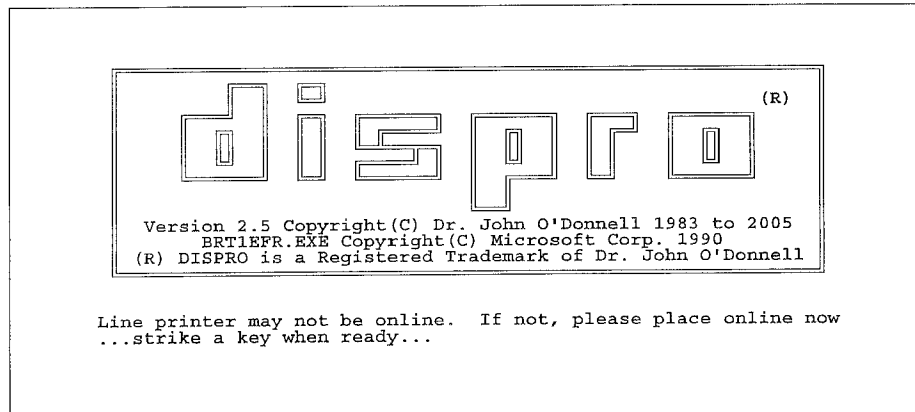 dispro (R)
Version 2.5 Copyright(C) Dr. John O'Donnell 1983 to 2005
BRT1EFR.EXE Copyright(C) Microsoft Corp. 1990
(R) DISPRO is a Registered Trademark of Dr. John O'Donnell
Line printer may not be online. If not, please place online now
...strike a key when ready...